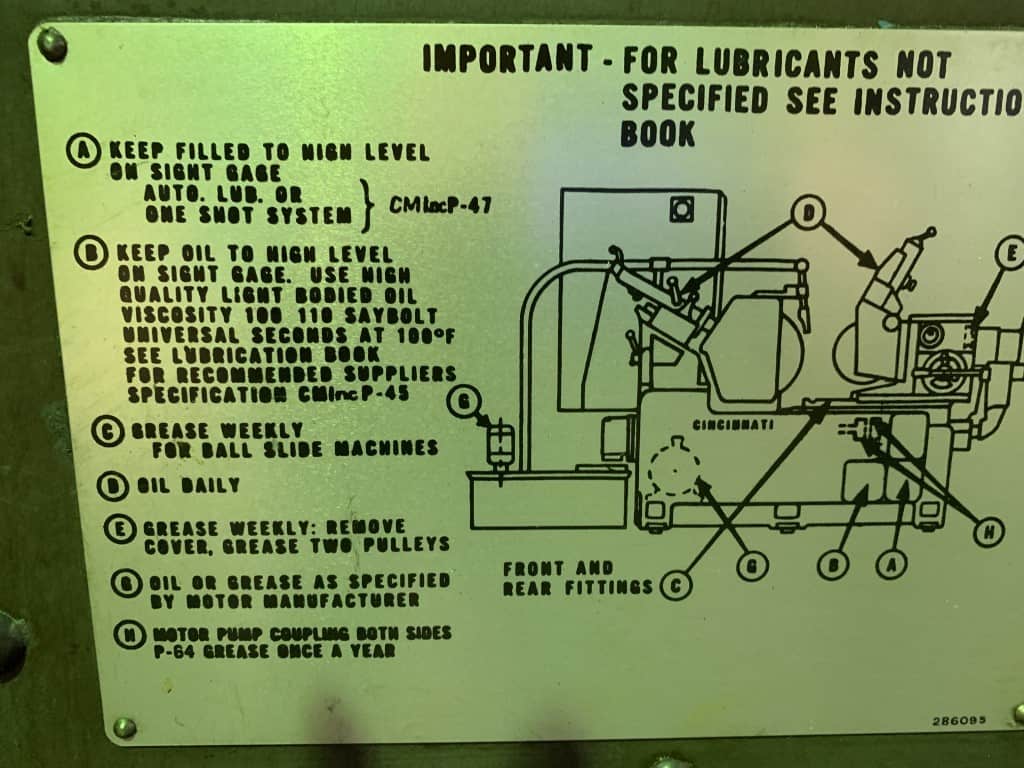 IMPORTANT - FOR LUBRICANTS NOT
SPECIFIED SEE INSTRUCTIO
BOOK
A KEEP FILLED TO HIGH LEVEL
ON SIGHT GAGE
AUTO. LUB. OR
ONE SHOT SYSTEM } CMIncP-47
B KEEP OIL TO HIGH LEVEL
ON SIGHT GAGE. USE HIGH
QUALITY LIGHT BODIED OIL
VISCOSITY 100 110 SAYBOLT
UNIVERSAL SECONDS AT 100°F
SEE LUBRICATION BOOK
FOR RECOMMENDED SUPPLIERS
SPECIFICATION CMIncP-45
C GREASE WEEKLY
FOR BALL SLIDE MACHINES
D OIL DAILY
E GREASE WEEKLY: REMOVE
COVER, GREASE TWO PULLEYS
G OIL OR GREASE AS SPECIFIED
BY MOTOR MANUFACTURER
H MOTOR PUMP COUPLING BOTH SIDES
P-64 GREASE ONCE A YEAR
D
E
G
CINCINNATI
H
G
B
A
FRONT AND
REAR FITTINGS C
286095